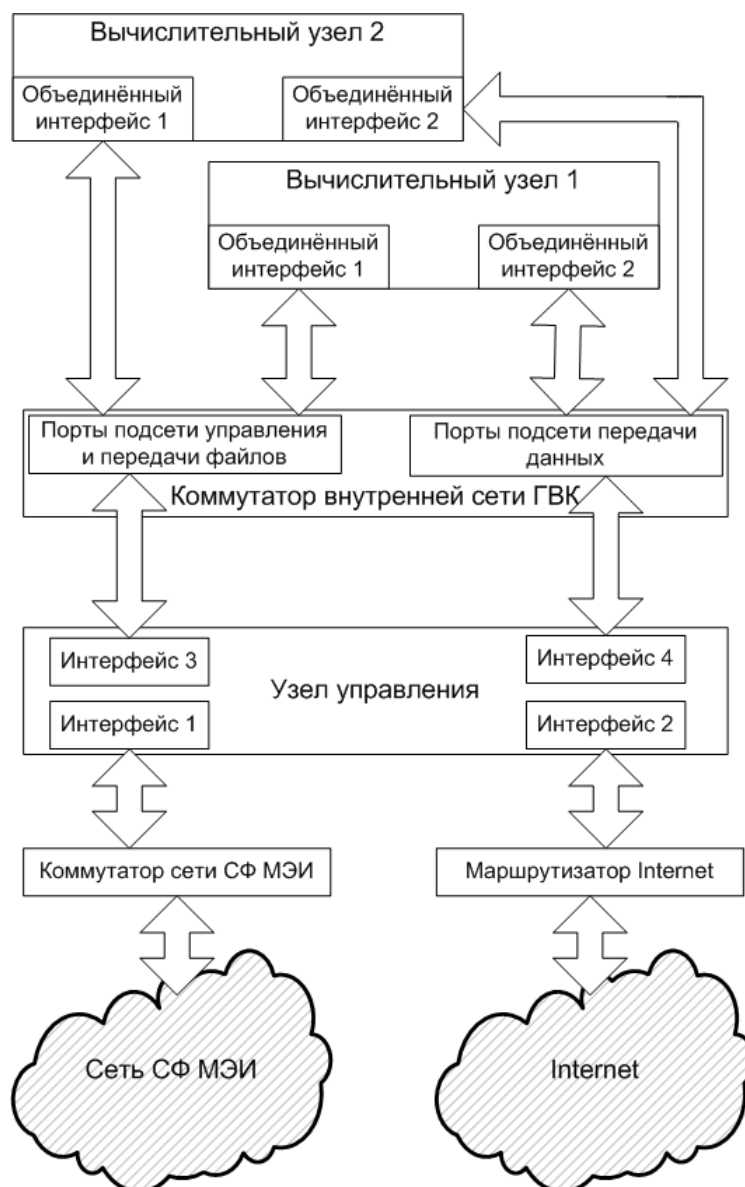 Вычислительный узел 2
Объединённый
интерфейс 1
Объединённый
интерфейс 2
Вычислительный узел 1
Объединённый
интерфейс 1
Объединённый
интерфейс 2
Порты подсети управления
и передачи файлов
Порты подсети передачи
данных
Коммутатор внутренней сети ГВК
Интерфейс 3
Интерфейс 4
Узел управления
Интерфейс 1
Интерфейс 2
Коммутатор сети СФ МЭИ
Маршрутизатор Internet
Сеть СФ МЭИ
Internet